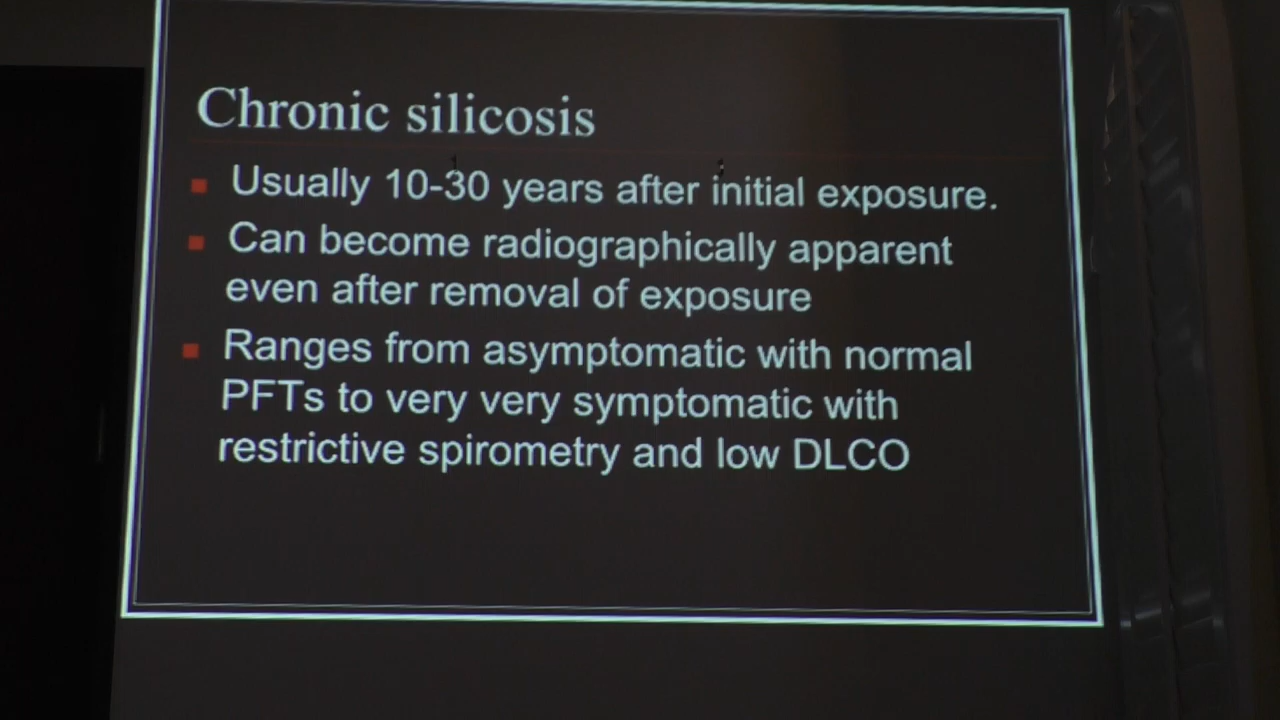 Chronic silicosis
Usually 10-30 years after initial exposure.
Can become radiographically apparent
even after removal of exposure
Ranges from asymptomatic with normal
PFTs to very very symptomatic with
restrictive spirometry and low DLCO